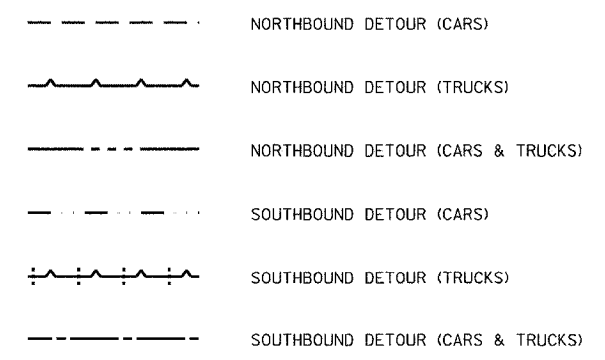 NORTHBOUND DETOUR (CARS)
NORTHBOUND DETOUR (TRUCKS)
NORTHBOUND DETOUR (CARS & TRUCKS)
SOUTHBOUND DETOUR (CARS)
SOUTHBOUND DETOUR (TRUCKS)
SOUTHBOUND DETOUR (CARS & TRUCKS)